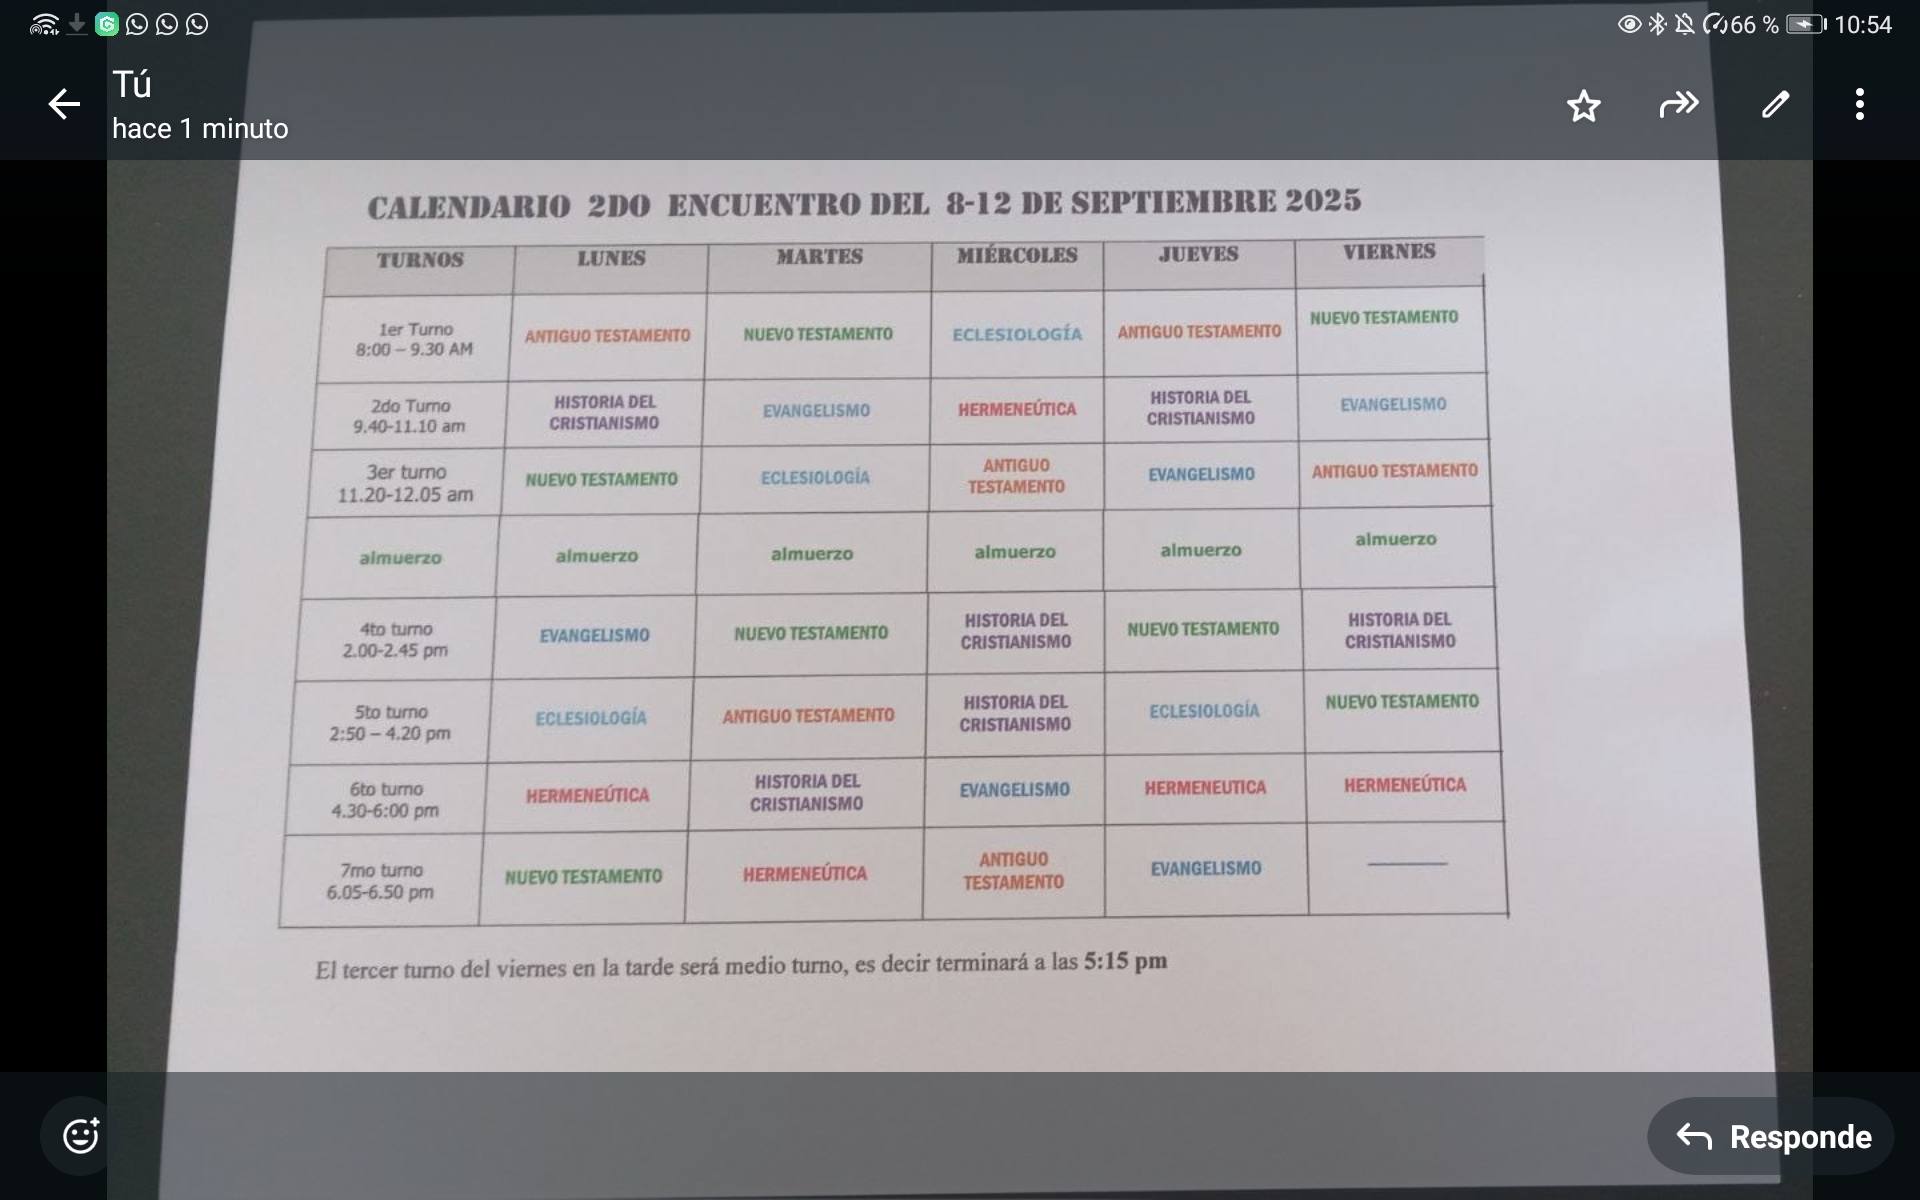 66 %
10:54
Tú
hace 1 minuto
CALENDARIO 2DO ENCUENTRO DEL 8-12 DE SEPTIEMBRE 2025
TURNOS LUNES MARTES MIÉRCOLES JUEVES VIERNES
1er Turno
8:00 – 9.30 AM
ANTIGUO TESTAMENTO
NUEVO TESTAMENTO
ECLESIOLOGÍA
ANTIGUO TESTAMENTO
NUEVO TESTAMENTO
2do Turno
9.40-11.10 am
HISTORIA DEL
CRISTIANISMO
EVANGELISMO
HERMENEÚTICA
HISTORIA DEL
CRISTIANISMO
EVANGELISMO
3er turno
11.20-12.05 am
NUEVO TESTAMENTO
ECLESIOLOGÍA
ANTIGUO
TESTAMENTO
EVANGELISMO
ANTIGUO TESTAMENTO
almuerzo almuerzo almuerzo almuerzo almuerzo almuerzo
4to turno
2.00-2.45 pm
EVANGELISMO
NUEVO TESTAMENTO
HISTORIA DEL
CRISTIANISMO
NUEVO TESTAMENTO
HISTORIA DEL
CRISTIANISMO
5to turno
2:50 – 4.20 pm
ECLESIOLOGÍA
ANTIGUO TESTAMENTO
HISTORIA DEL
CRISTIANISMO
ECLESIOLOGÍA
NUEVO TESTAMENTO
6to turno
4.30-6:00 pm
HERMENEÚTICA
HISTORIA DEL
CRISTIANISMO
EVANGELISMO
HERMENEUTICA
HERMENEÚTICA
7mo turno
6.05-6.50 pm
NUEVO TESTAMENTO
HERMENEÚTICA
ANTIGUO
TESTAMENTO
EVANGELISMO
El tercer turno del viernes en la tarde será medio turno, es decir terminará a las 5:15 pm
Responde